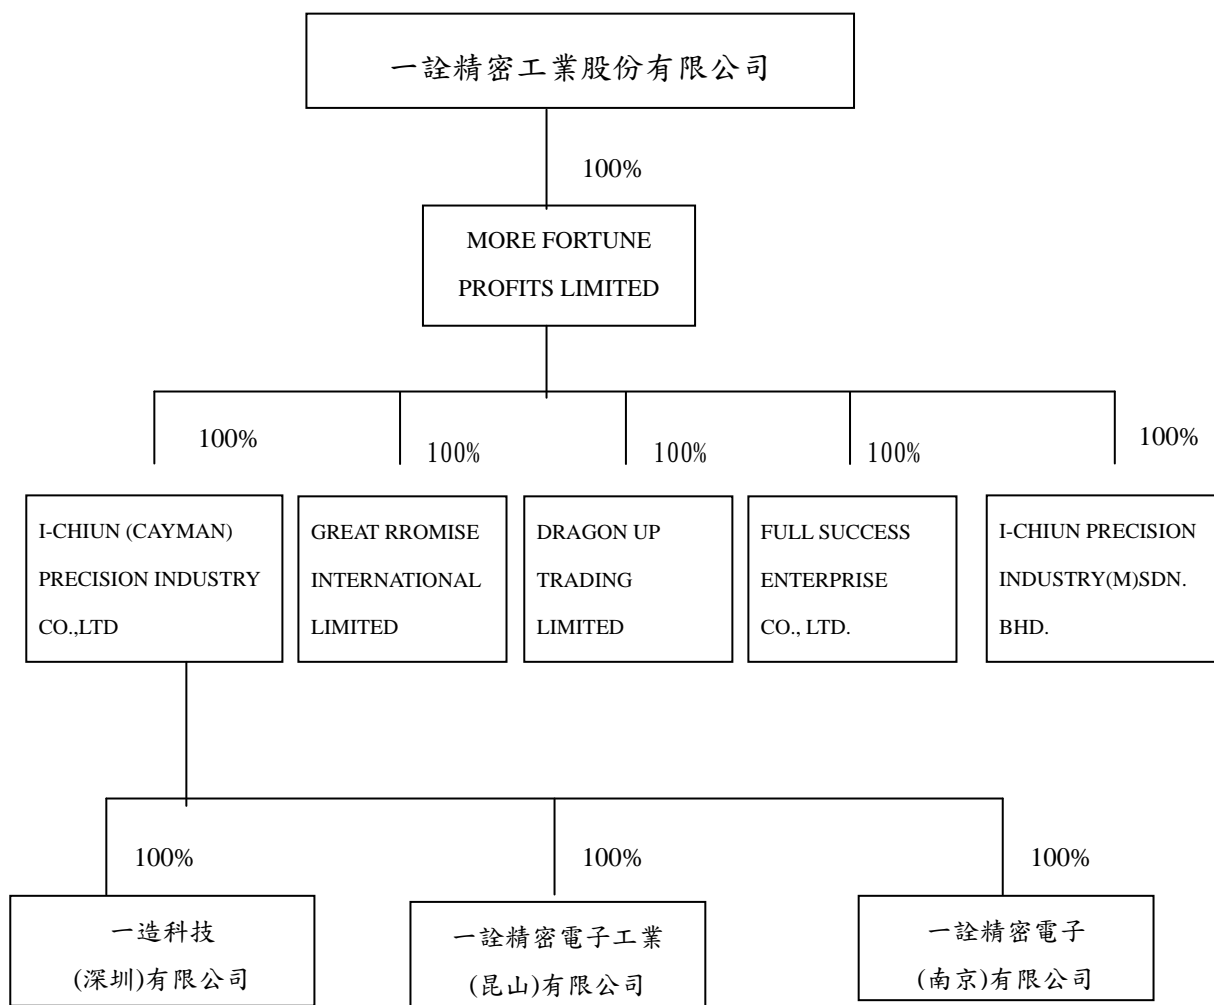 一詮精密工業股份有限公司
100%
MORE FORTUNE
PROFITS LIMITED
100%
100%
100%
100%
100%
I-CHIUN (CAYMAN)
PRECISION INDUSTRY
CO.,LTD
GREAT RROMISE
INTERNATIONAL
LIMITED
DRAGON UP
TRADING
LIMITED
FULL SUCCESS
ENTERPRISE
CO., LTD.
I-CHIUN PRECISION
INDUSTRY(M)SDN.
BHD.
100%
100%
100%
一造科技
(深圳)有限公司
一詮精密電子工業
(昆山)有限公司
一詮精密電子
(南京)有限公司